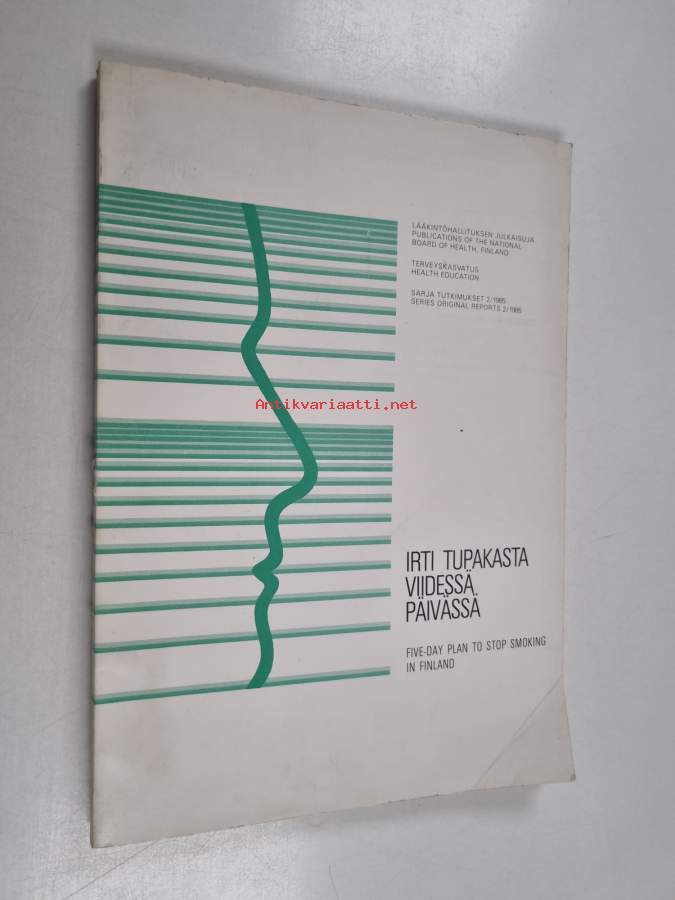 LÄÄKINTÖHALLITUKSEN JULKAISUJA
PUBLICATIONS OF THE NATIONAL
BOARD OF HEALTH, FINLAND
TERVEYSKASVATUS
HEALTH EDUCATION
SARJA TUTKIMUKSET 2/1985
SERIES ORIGINAL REPORTS 2/1985
Antikvariaatti.net
IRTI TUPAKASTA
VIIDESSÄ
PÄIVÄSSÄ
FIVE-DAY PLAN TO STOP SMOKING
IN FINLAND